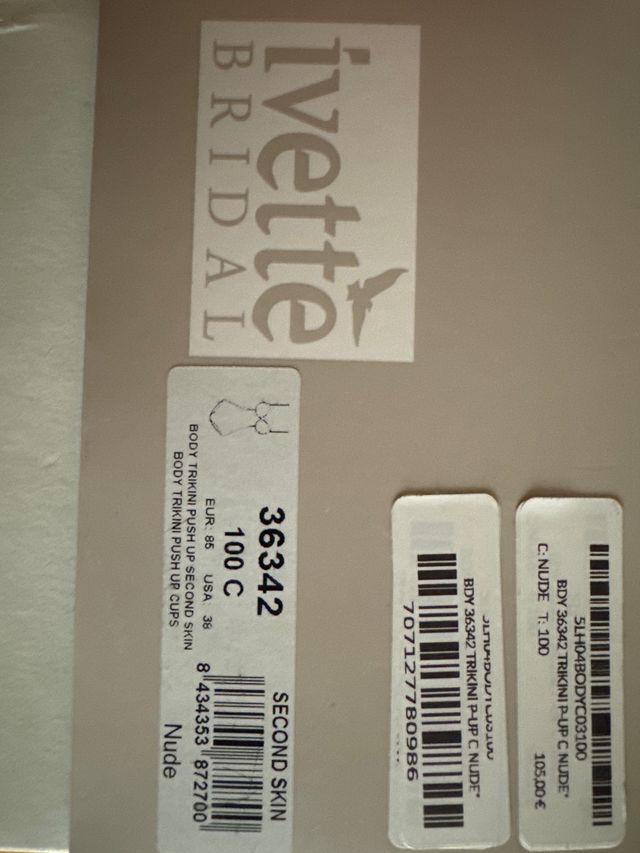 ivette
BRIDAL
36342
100 C
EUR: 85 USA: 38
BODY TRIKINI PUSH UP SECOND SKIN
BODY TRIKINI PUSH UP CUPS
SECOND SKIN
8 434353 872700
Nude
5LH04BODYC03100
BDY 36342 TRIKINI P-UP C NUDE*
C: NUDE T: 100
105,00 €
BDY 36342 TRIKINI P-UP C NUDE*
707127780986